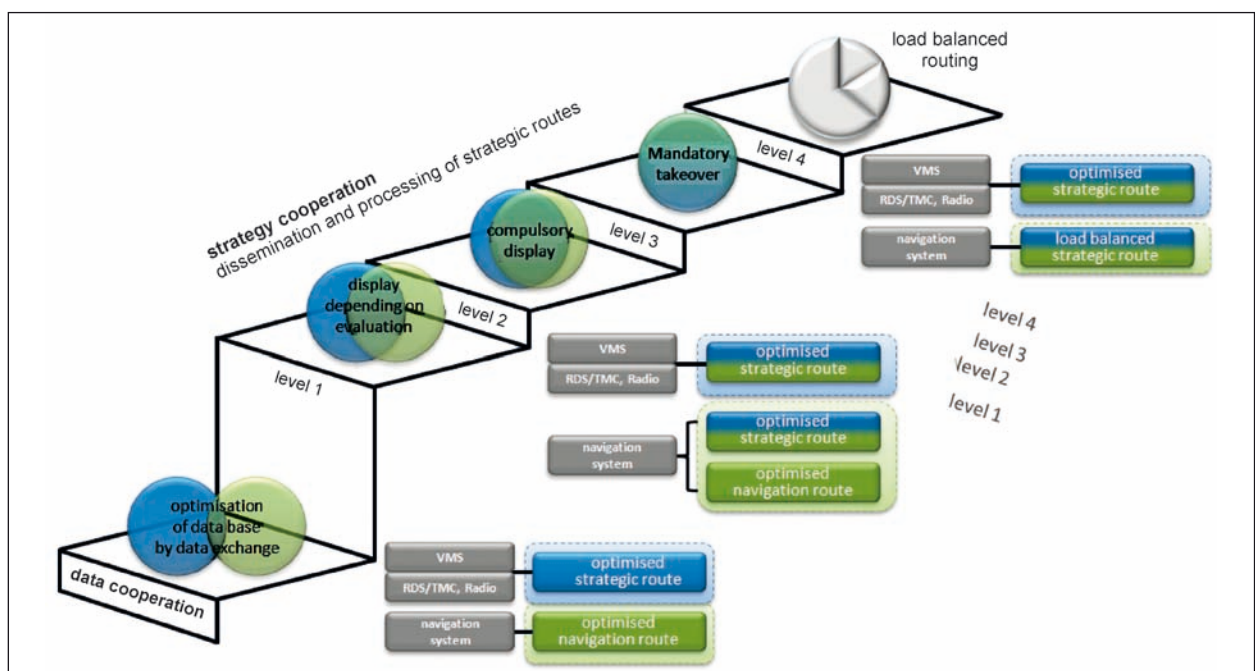 load balanced
routing
strategy cooperation
dissemination and processing of strategic routes
Mandatory
takeover
level 4
compulsory
display
level 3
display
depending on
evaluation
level 2
level 1
optimisation
of data base
by data exchange
data cooperation
VMS
RDS/TMC, Radio
optimised
strategic route
navigation
system
load balanced
strategic route
level 4
level 3
level 2
level 1
VMS
RDS/TMC, Radio
optimised
strategic route
navigation
system
optimised
strategic route
optimised
navigation route
VMS
RDS/TMC, Radio
optimised
strategic route
navigation
system
optimised
navigation route